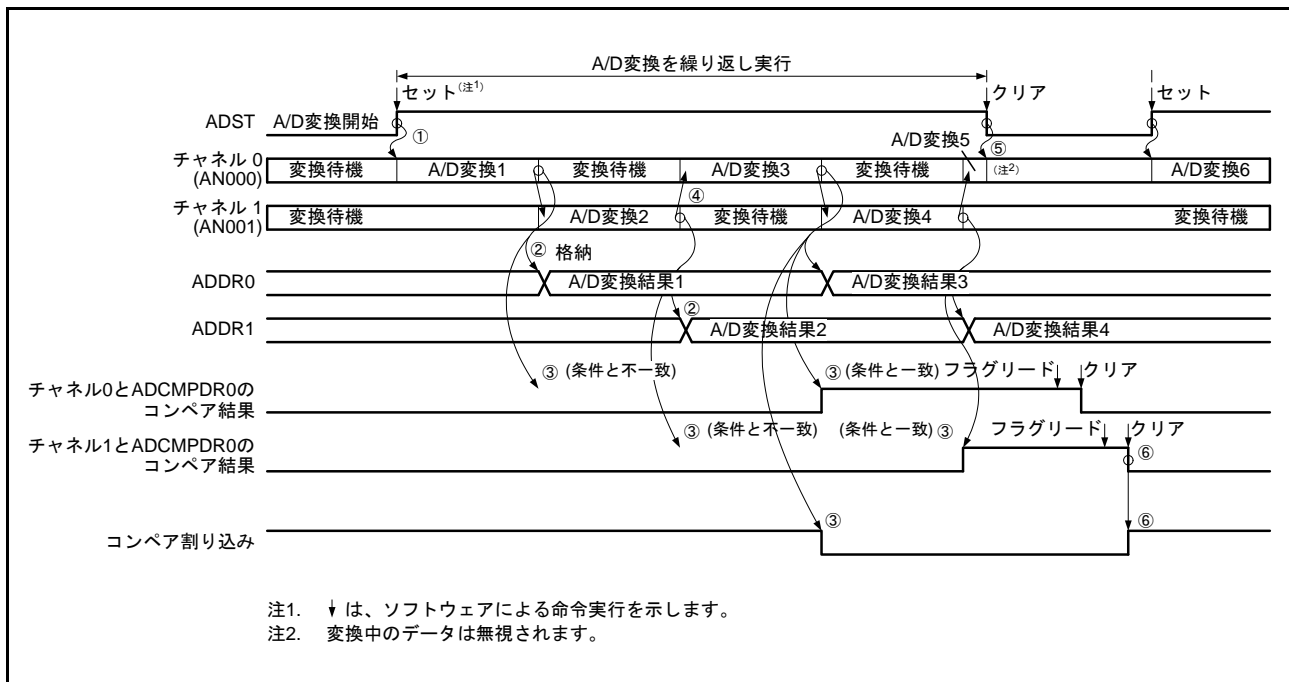 A/D変換を繰り返し実行
セット(注1)
クリア
セット
ADST
A/D変換開始
①
A/D変換5
⑤
チャネル 0
(AN000)
変換待機
A/D変換1
変換待機
A/D変換3
変換待機
(注2)
A/D変換6
④
チャネル 1
(AN001)
変換待機
A/D変換2
変換待機
A/D変換4
変換待機
② 格納
ADDR0
A/D変換結果1
A/D変換結果3
②
ADDR1
A/D変換結果2
A/D変換結果4
③ (条件と不一致)
③ (条件と一致)
フラグリード
クリア
チャネル0とADCMPDR0の
コンペア結果
③ (条件と不一致)
(条件と一致) ③
フラグリード
クリア
チャネル1とADCMPDR0の
コンペア結果
⑥
③
⑥
コンペア割り込み
注1. ↓ は、ソフトウェアによる命令実行を示します。
注2. 変換中のデータは無視されます。